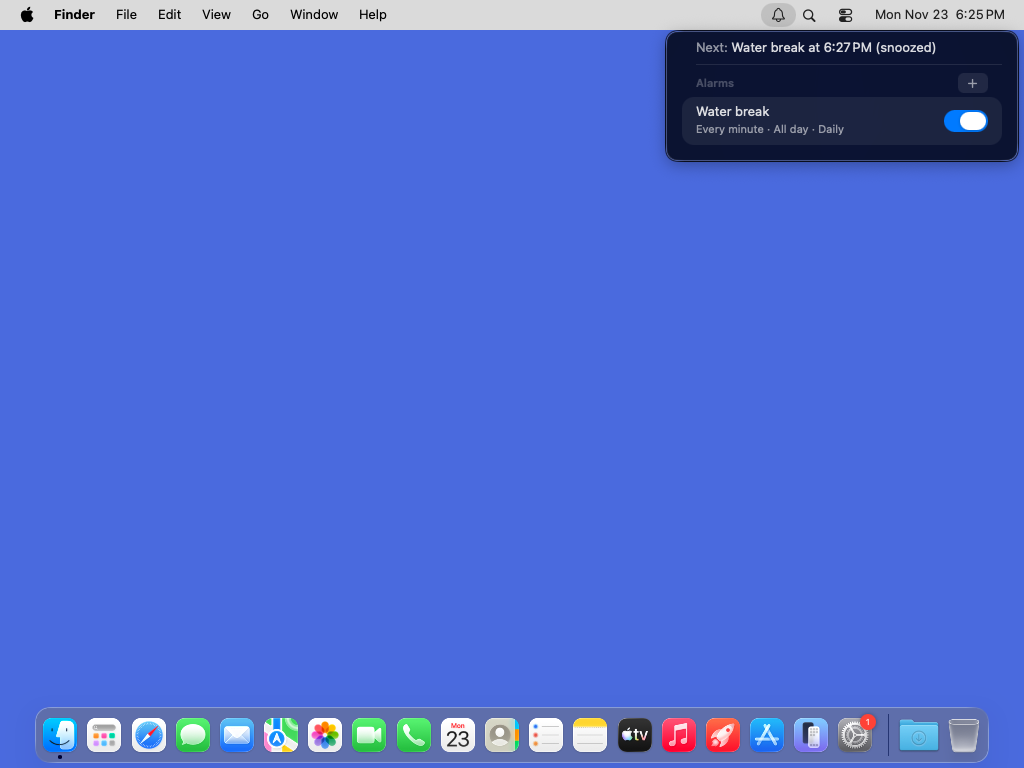 Finder File Edit View Go Window Help Mon Nov 23 6:25 PM
Next: Water break at 6:27 PM (snoozed)
Alarms
Water break
Every minute · All day · Daily
Mon
23
tv
1